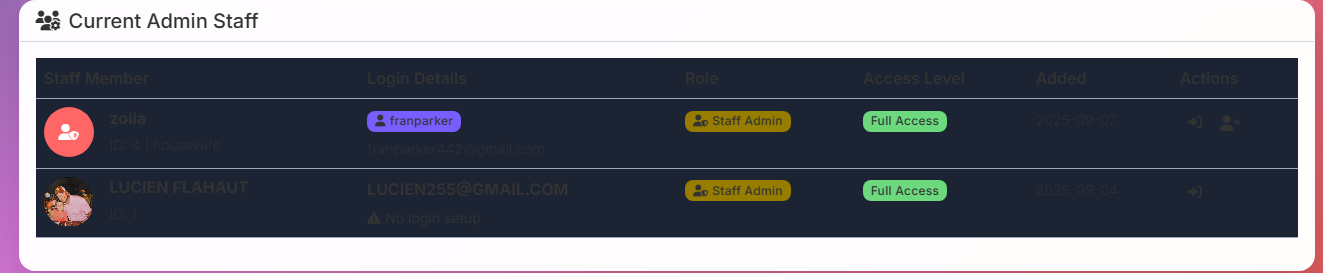 Current Admin Staff
Staff Member Login Details Role Access Level Added Actions
zoila franparker Staff Admin Full Access 2025-09-07
ID: 4 | housewife franparker442@gmail.com
LUCIEN FLAHAUT LUCIEN255@GMAIL.COM Staff Admin Full Access 2025-09-04
ID: 1 No login setup